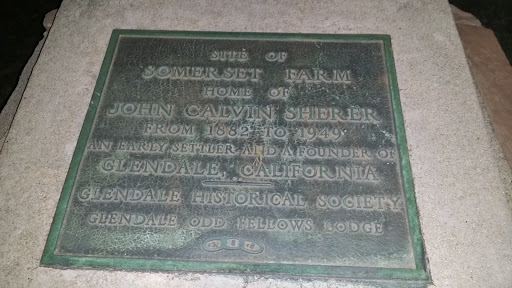 SITE OF
SOMERSET FARM
HOME OF
JOHN CALVIN SHERER
FROM 1882 TO 1949
AN EARLY SETTLER AND A FOUNDER OF
GLENDALE, CALIFORNIA
GLENDALE HISTORICAL SOCIETY
GLENDALE ODD FELLOWS LODGE